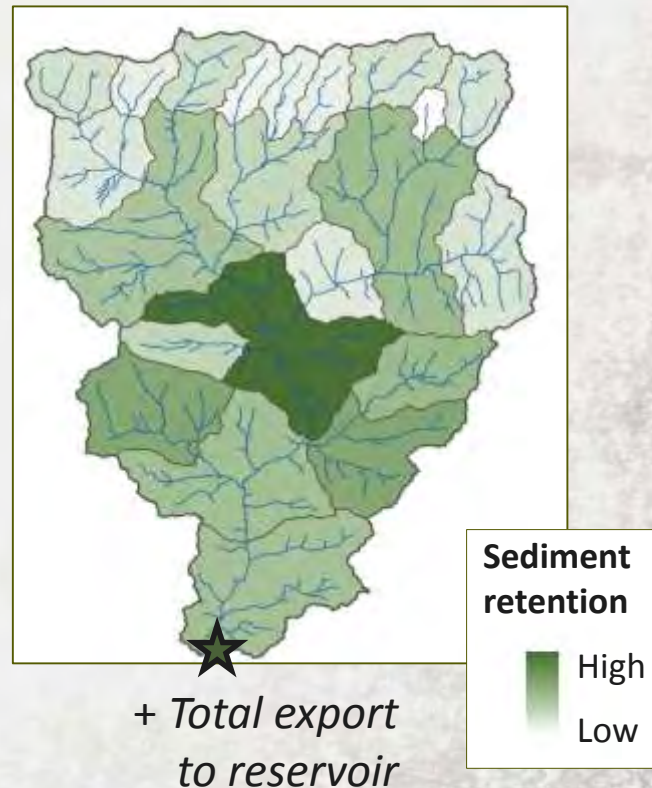 Sediment
retention
High
Low
+ Total export
to reservoir